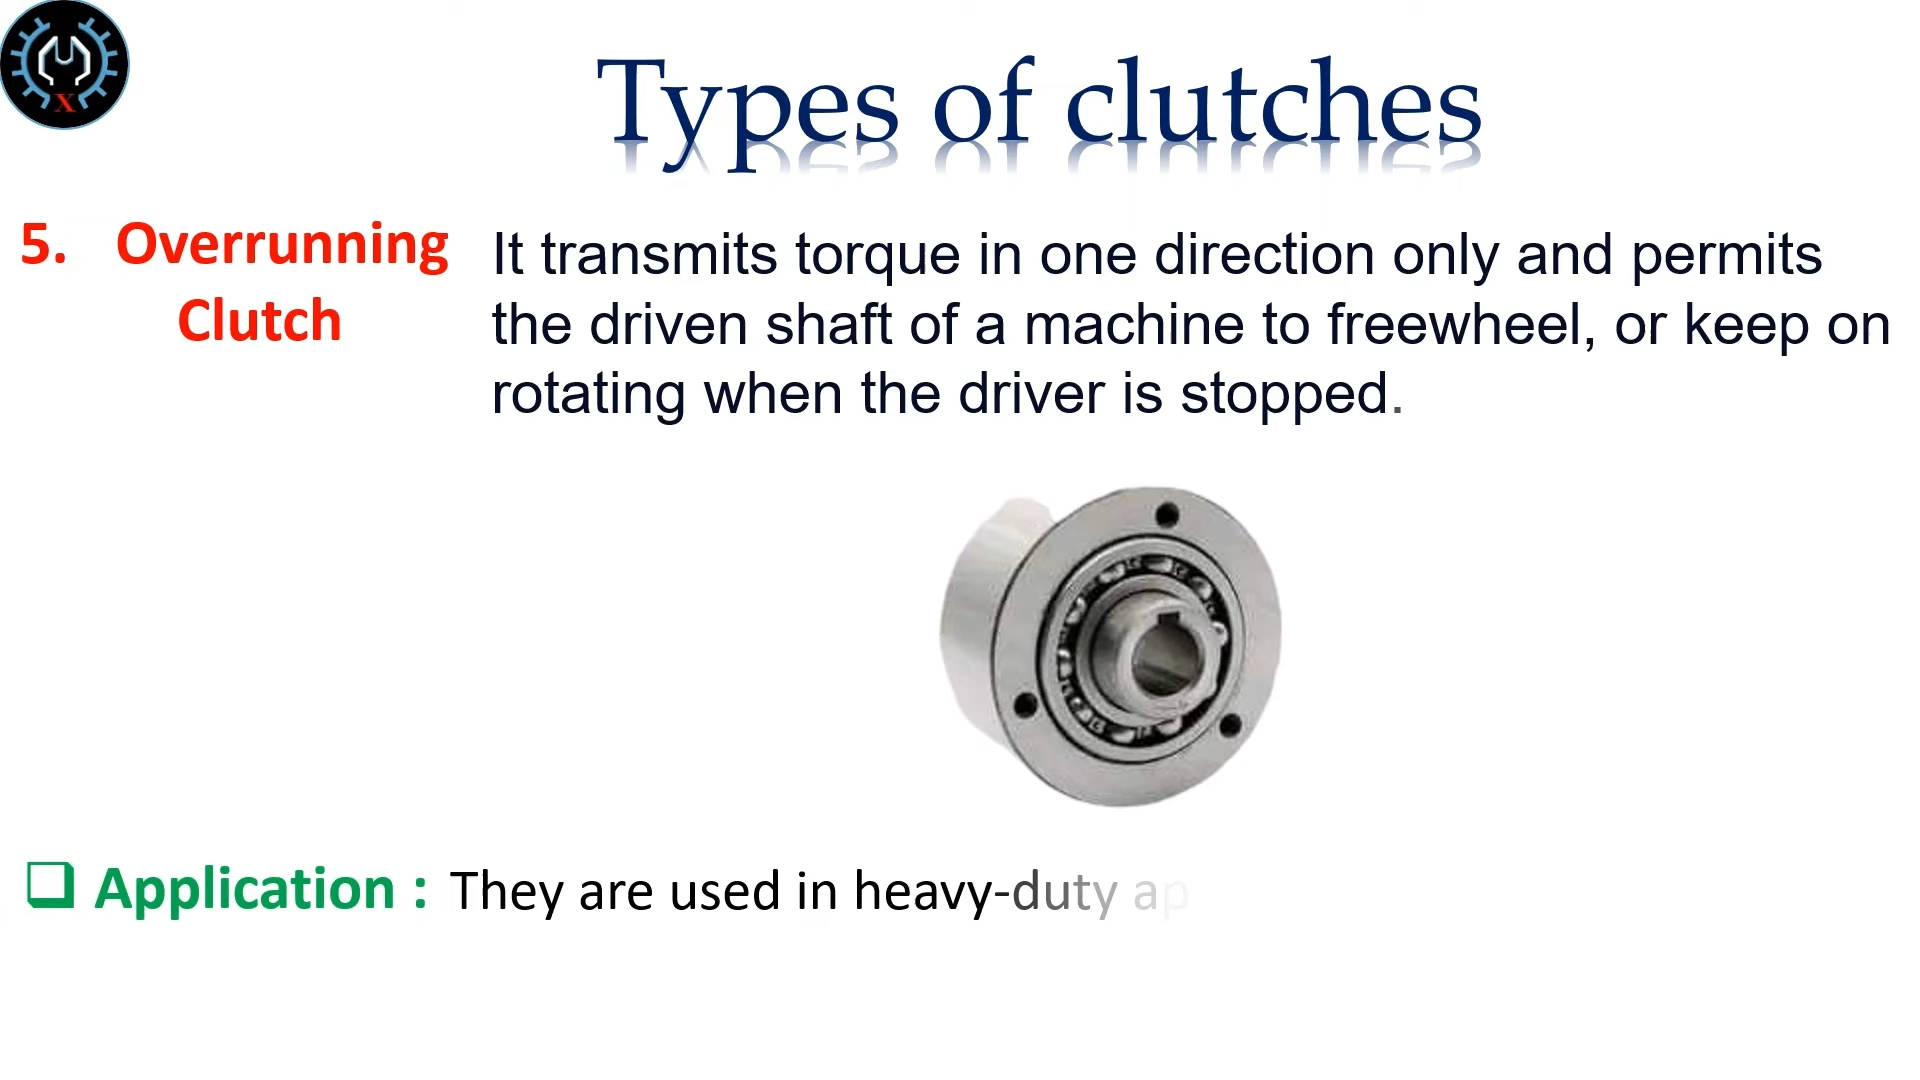 X
Types of clutches
5. Overrunning
Clutch
It transmits torque in one direction only and permits
the driven shaft of a machine to freewheel, or keep on
rotating when the driver is stopped.
Application :
They are used in heavy-duty ap